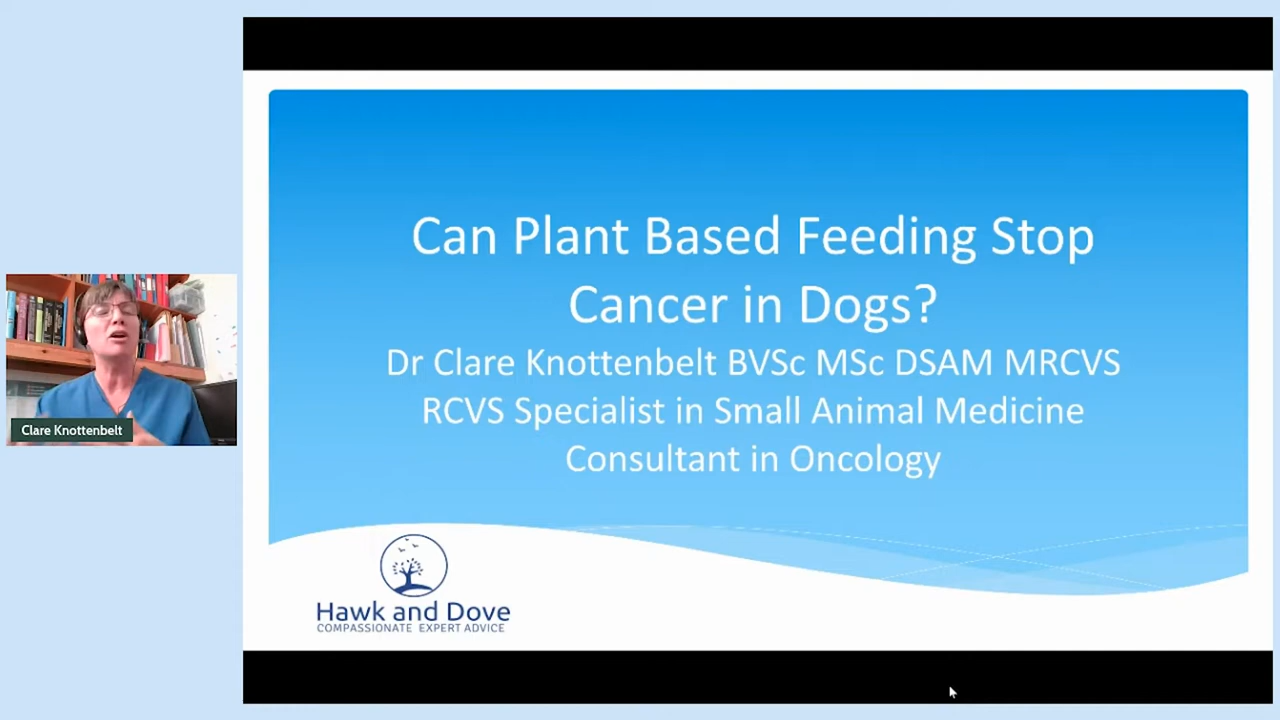 Can Plant Based Feeding Stop
Cancer in Dogs?
Dr Clare Knottenbelt BVSc MSc DSAM MRCVS
RCVS Specialist in Small Animal Medicine
Consultant in Oncology
Clare Knottenbelt
Hawk and Dove
COMPASSIONATE EXPERT ADVICE